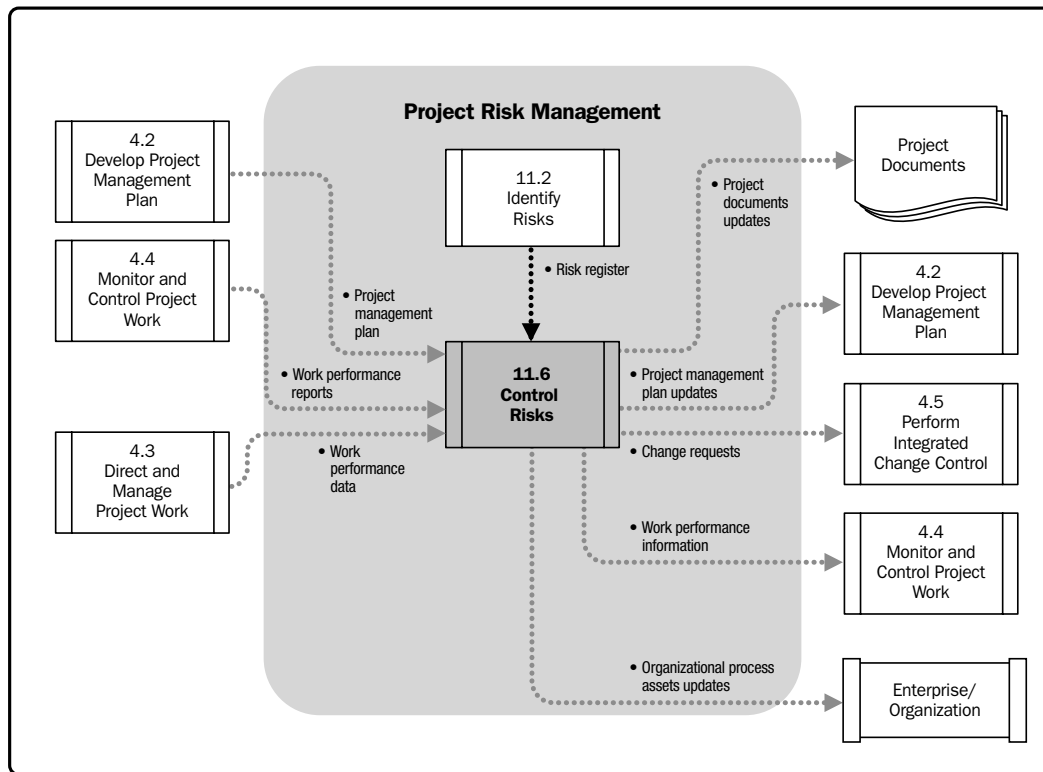 Project Risk Management
4.2
Develop Project
Management
Plan
4.4
Monitor and
Control Project
Work
4.3
Direct and
Manage
Project Work
11.2
Identify
Risks
• Risk register
• Project
management
plan
• Work performance
reports
• Work
performance
data
11.6
Control
Risks
• Project
documents
updates
• Project management
plan updates
• Change requests
• Work performance
information
• Organizational process
assets updates
Project
Documents
4.2
Develop Project
Management
Plan
4.5
Perform
Integrated
Change Control
4.4
Monitor and
Control Project
Work
Enterprise/
Organization